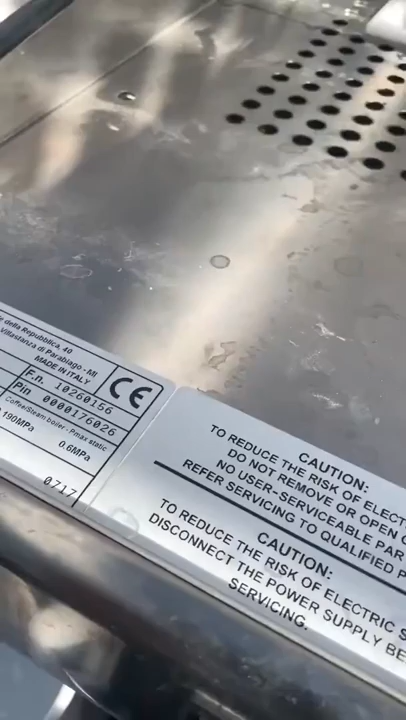 della Repubblica, 40
Villastanza di Parabiago - MI
MADE IN ITALY
CE
F.n. 10260156
Pin 0000176026
Coffee/Steam boiler - Pmax static
190MPa
0.6MPa
0717
CAUTION:
TO REDUCE THE RISK OF ELECT
DO NOT REMOVE OR OPEN
NO USER-SERVICEABLE PAR
REFER SERVICING TO QUALIFIED P
CAUTION:
TO REDUCE THE RISK OF ELECTRIC S
DISCONNECT THE POWER SUPPLY BE
SERVICING.